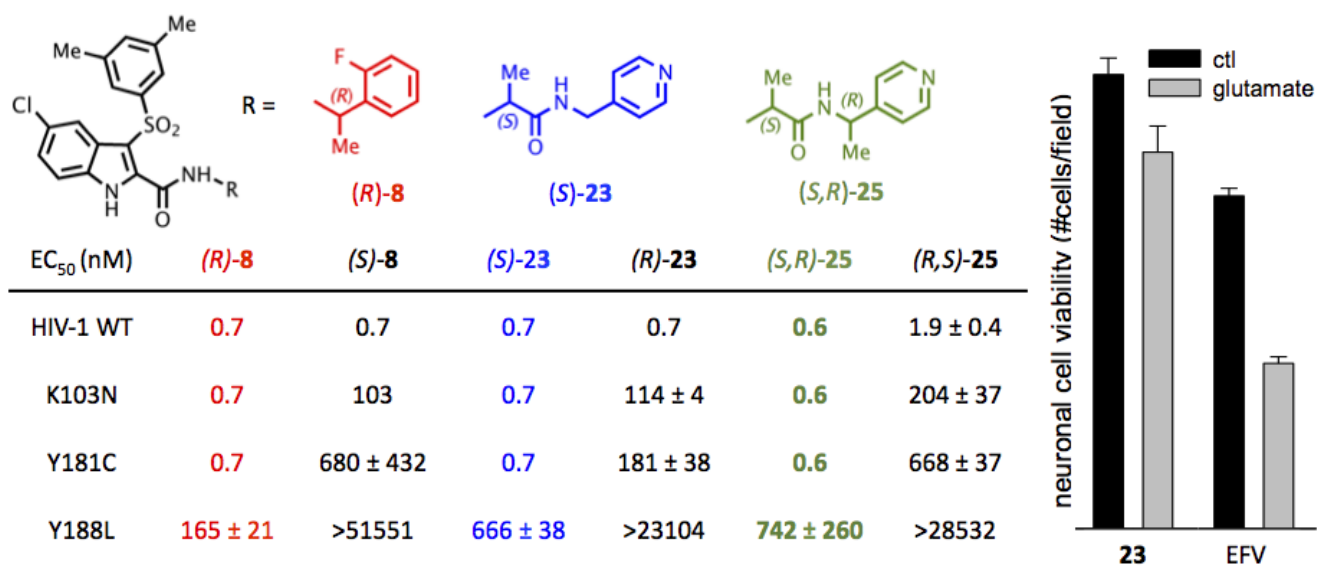 Me
Me
Cl
SO₂
NH
R
N
H
O
R =
F
(R)
Me
(R)-8
Me
(S)
O
H
N
N
(S)-23
Me
(S)
O
H
N
(R)
Me
N
(S,R)-25
EC₅₀ (nM) (R)-8 (S)-8 (S)-23 (R)-23 (S,R)-25 (R,S)-25
HIV-1 WT 0.7 0.7 0.7 0.7 0.6 1.9 ± 0.4
K103N 0.7 103 0.7 114 ± 4 0.6 204 ± 37
Y181C 0.7 680 ± 432 0.7 181 ± 38 0.6 668 ± 37
Y188L 165 ± 21 >51551 666 ± 38 >23104 742 ± 260 >28532
neuronal cell viability (#cells/field)
ctl
glutamate
23 EFV